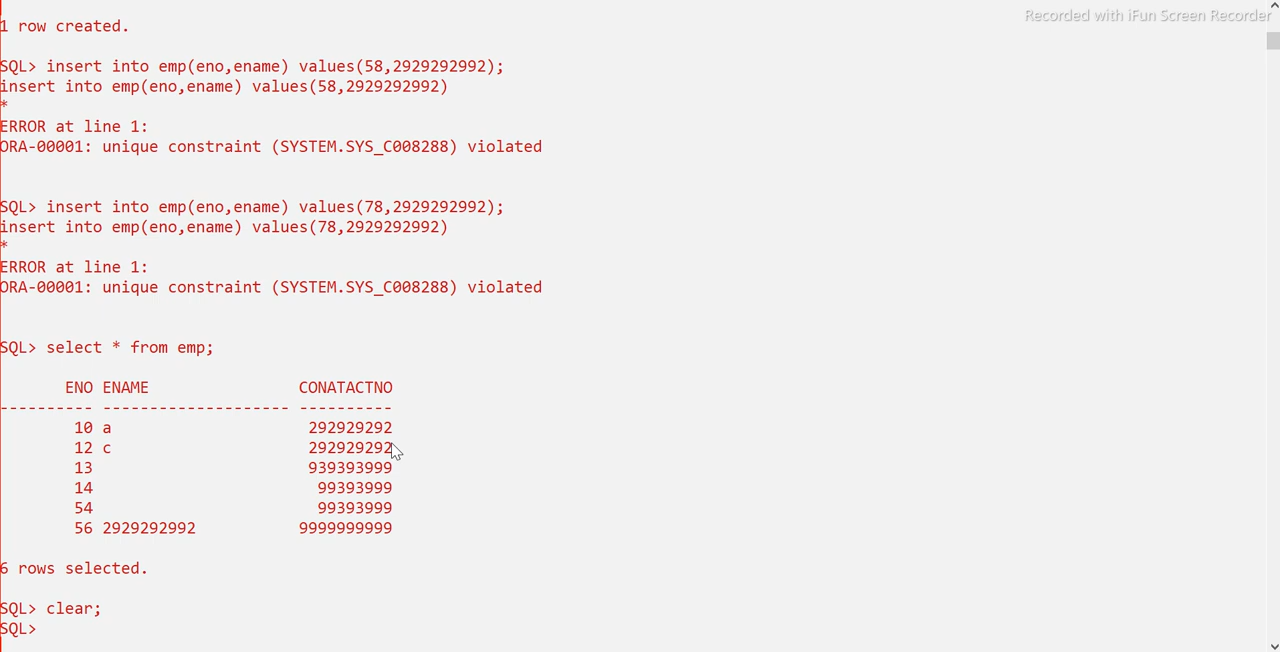 Recorded with iFun Screen Recorder
1 row created.
SQL> insert into emp(eno,ename) values(58,2929292992);
insert into emp(eno,ename) values(58,2929292992)
*
ERROR at line 1:
ORA-00001: unique constraint (SYSTEM.SYS_C008288) violated
SQL> insert into emp(eno,ename) values(78,2929292992);
insert into emp(eno,ename) values(78,2929292992)
*
ERROR at line 1:
ORA-00001: unique constraint (SYSTEM.SYS_C008288) violated
SQL> select * from emp;
ENO ENAME CONATACTNO
---------- -------------------- ----------
10 a 292929292
12 c 292929292
13 939393999
14 99393999
54 99393999
56 2929292992 9999999999
6 rows selected.
SQL> clear;
SQL>